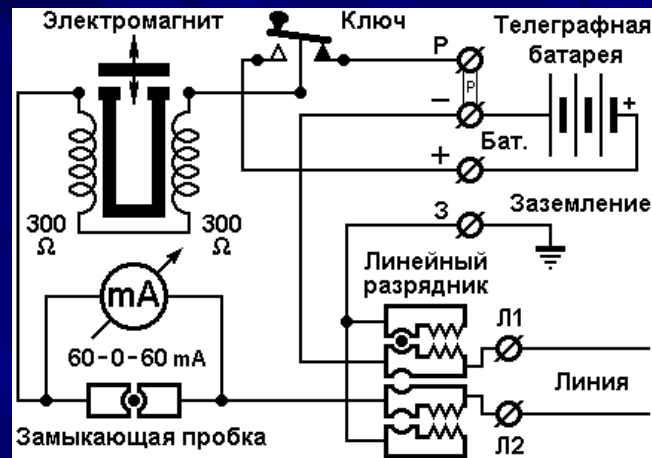 Электромагнит
Ключ
Телеграфная
батарея
Р
Р
–
+
Бат.
+
300
Ω
300
Ω
З
Заземление
Линейный
разрядник
mA
60-0-60 mA
Л1
Линия
Л2
Замыкающая пробка